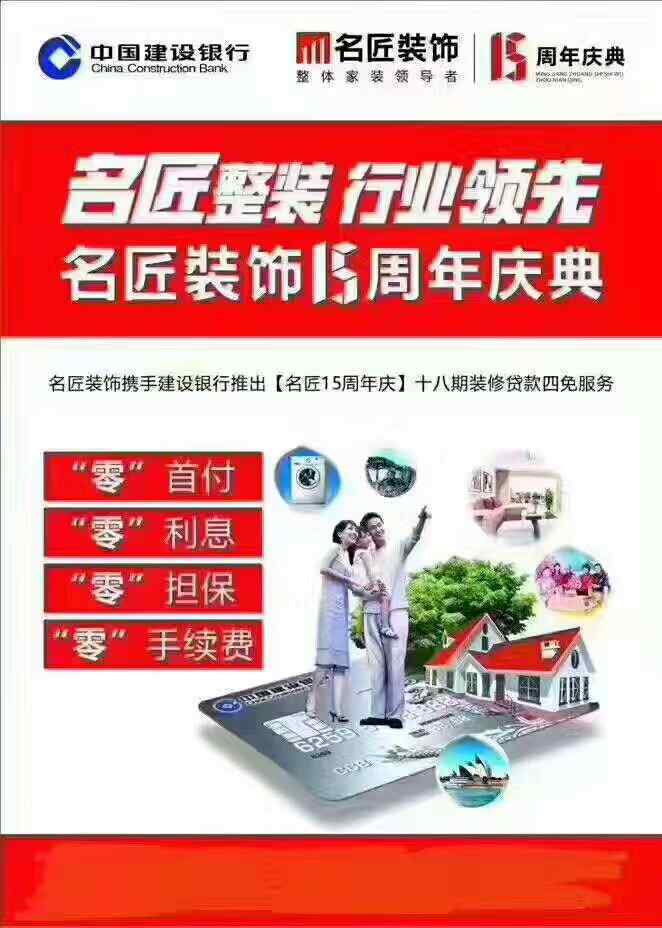 中国建设银行
China Construction Bank
名匠装饰
整体家装领导者
15 周年庆典
名匠整装 行业领先
名匠装饰15周年庆典
名匠装饰携手建设银行推出【名匠15周年庆】十八期装修贷款四免服务
“零” 首付
“零” 利息
“零” 担保
“零” 手续费
6259
CCB